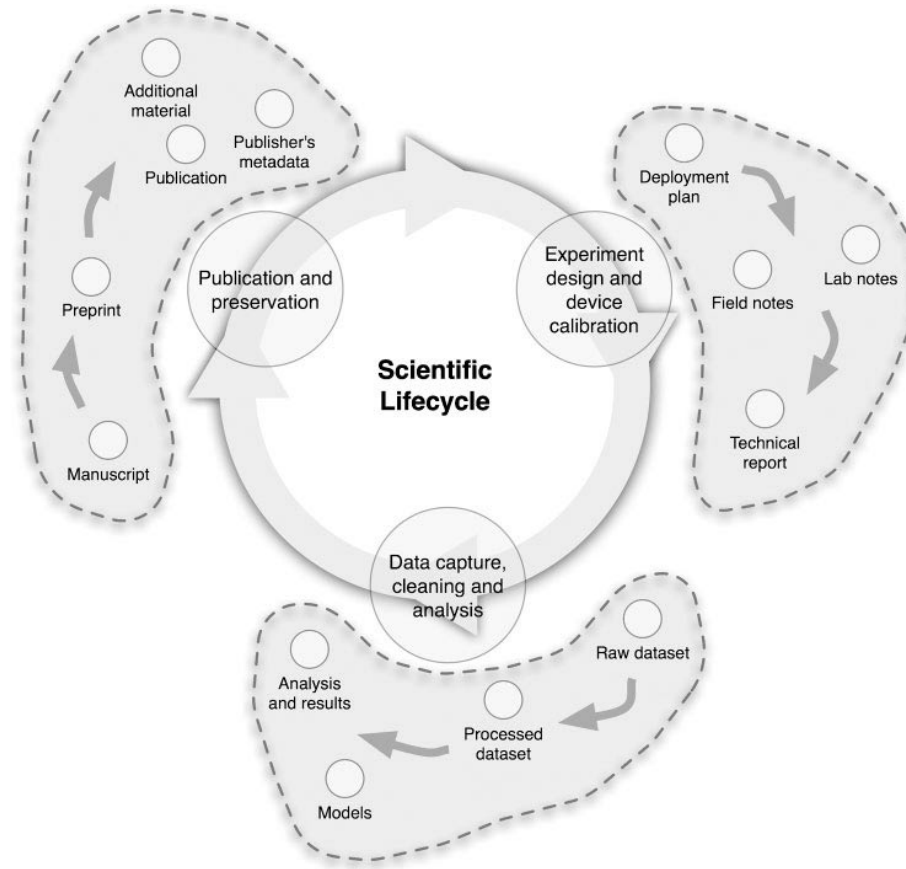 Additional
material
Publisher's
metadata
Publication
Preprint
Manuscript
Publication and
preservation
Scientific
Lifecycle
Experiment
design and
device
calibration
Deployment
plan
Lab notes
Field notes
Technical
report
Data capture,
cleaning and
analysis
Raw dataset
Processed
dataset
Analysis
and results
Models